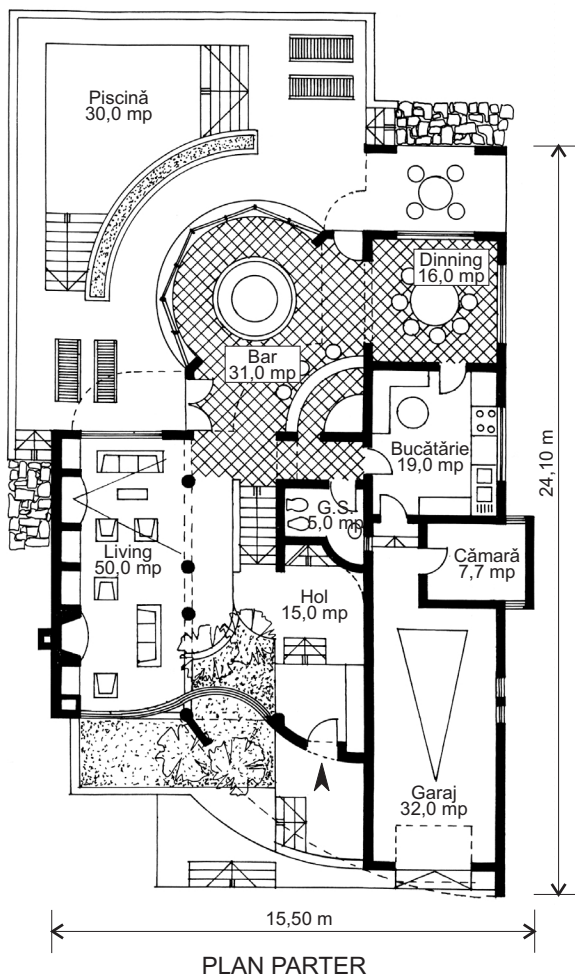 Piscină
30,0 mp
Dinning
16,0 mp
Bar
31,0 mp
Bucătărie
19,0 mp
24,10 m
G.S.
5,0 mp
Living
50,0 mp
Cămară
7,7 mp
Hol
15,0 mp
Garaj
32,0 mp
15,50 m
PLAN PARTER